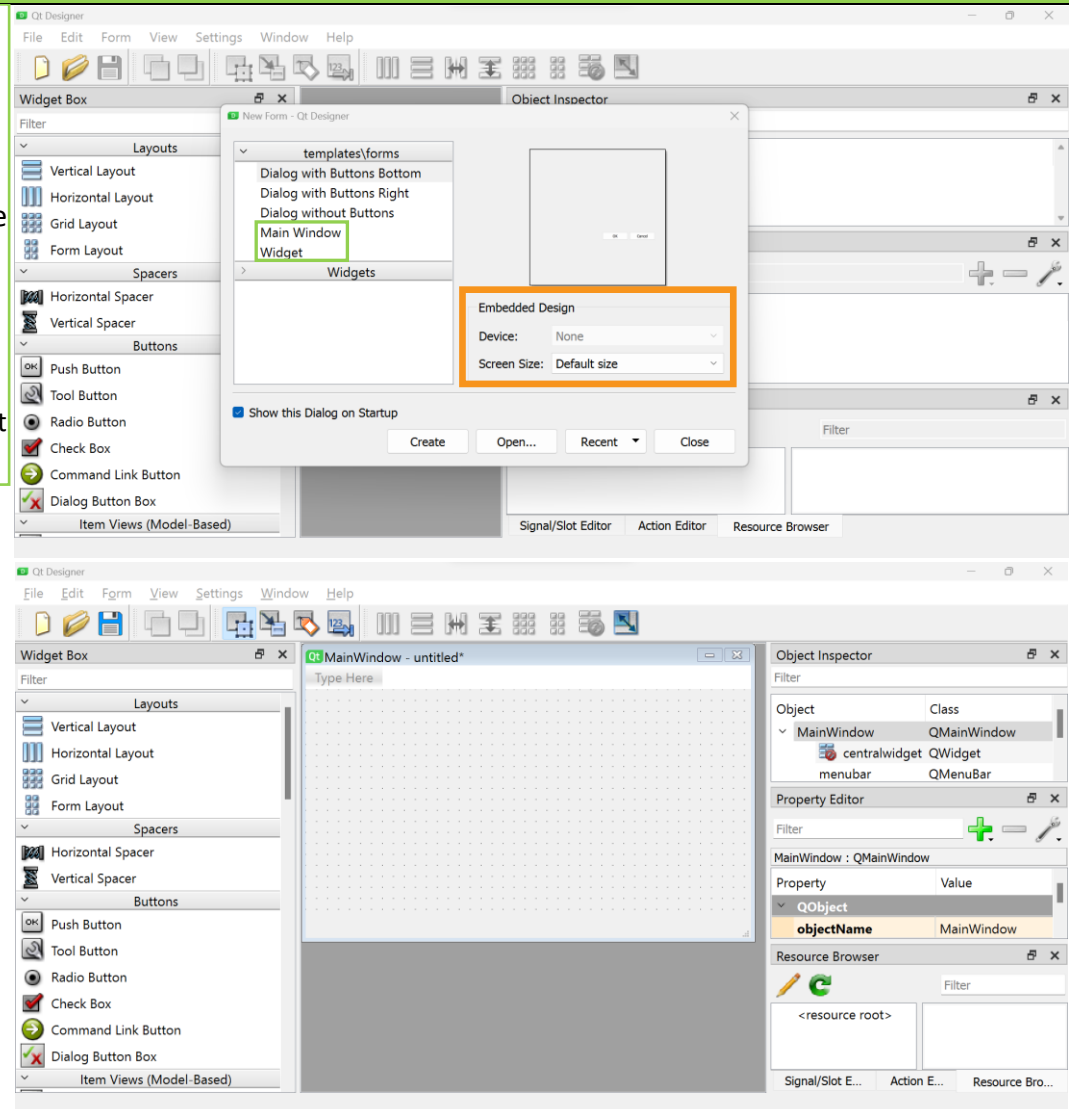 Qt Designer
File Edit Form View Settings Window Help
Widget Box
Object Inspector
Filter
New Form - Qt Designer
Layouts
Vertical Layout
Horizontal Layout
Grid Layout
Form Layout
Spacers
Horizontal Spacer
Vertical Spacer
Buttons
OK Push Button
Tool Button
Radio Button
Check Box
Command Link Button
Dialog Button Box
Item Views (Model-Based)
e
t
templates\forms
Dialog with Buttons Bottom
Dialog with Buttons Right
Dialog without Buttons
Main Window
Widget
Widgets
OK Cancel
Embedded Design
Device: None
Screen Size: Default size
Show this Dialog on Startup
Create Open... Recent Close
Filter
Signal/Slot Editor Action Editor Resource Browser
Qt Designer
File Edit Form View Settings Window Help
Widget Box
Filter
Layouts
Vertical Layout
Horizontal Layout
Grid Layout
Form Layout
Spacers
Horizontal Spacer
Vertical Spacer
Buttons
OK Push Button
Tool Button
Radio Button
Check Box
Command Link Button
Dialog Button Box
Item Views (Model-Based)
Qt MainWindow - untitled*
Type Here
Object Inspector
Filter
Object Class
MainWindow QMainWindow
centralwidget QWidget
menubar QMenuBar
Property Editor
Filter
MainWindow : QMainWindow
Property Value
QObject
objectName MainWindow
Resource Browser
Filter
<resource root>
Signal/Slot E... Action E... Resource Bro...